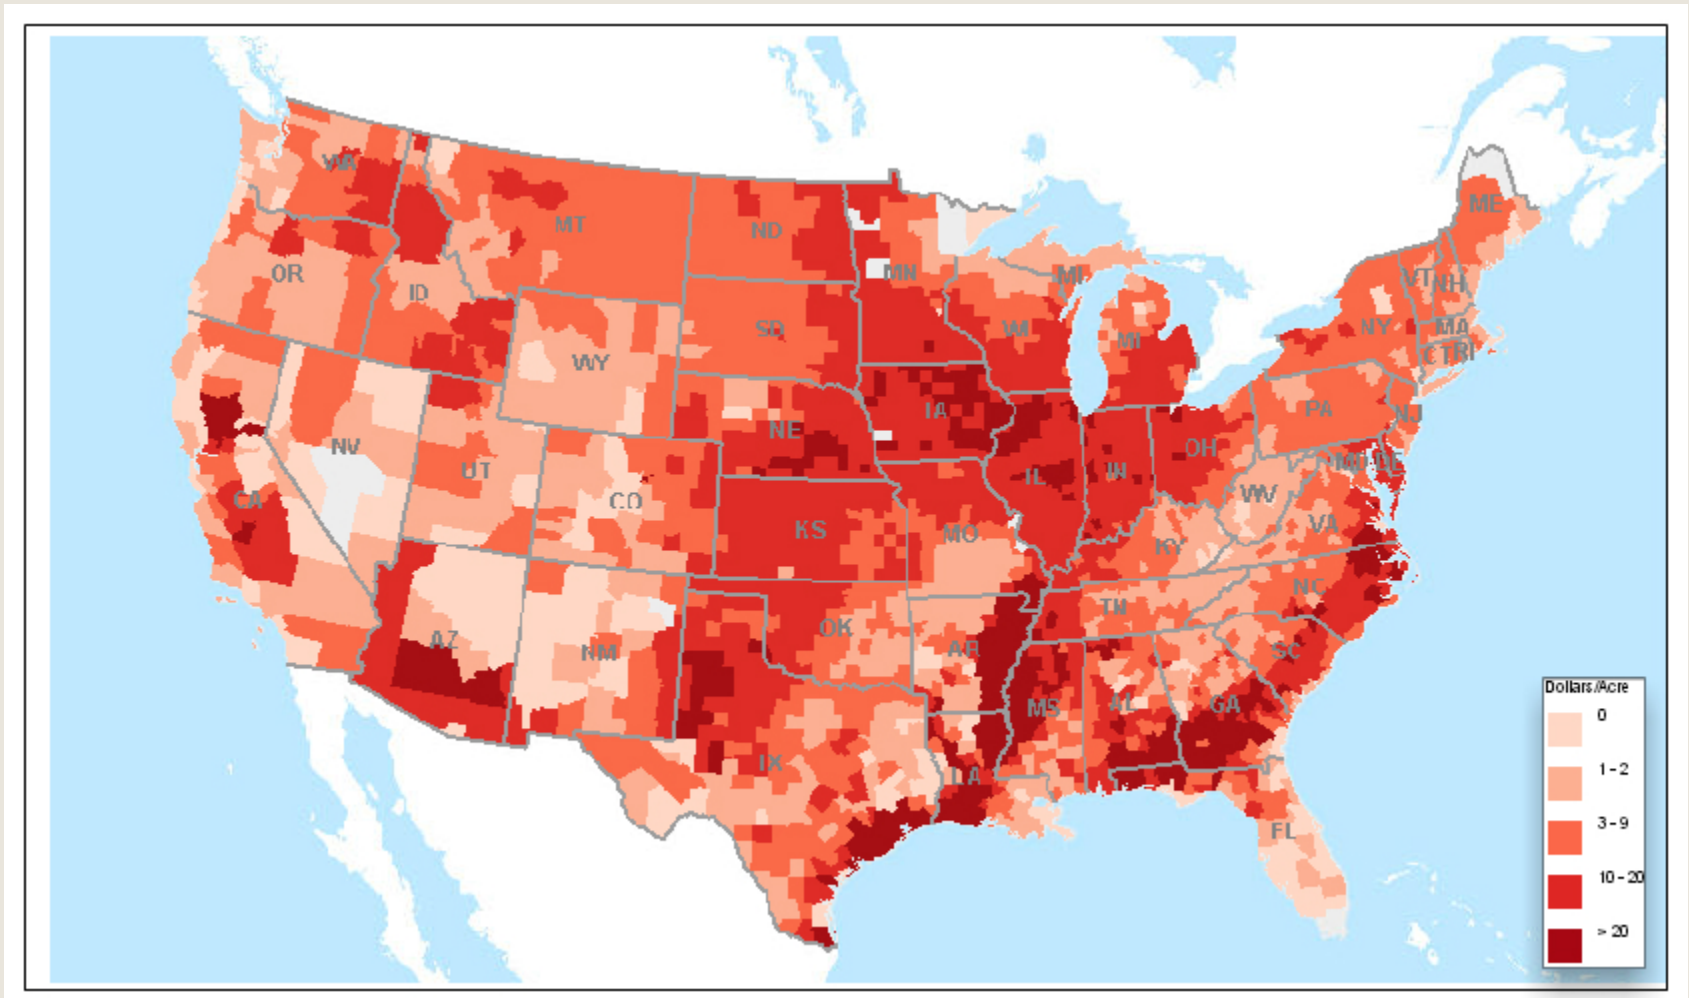 WA
MT
ND
ME
OR
ID
MN
MI
VT
NH
SD
WI
NY
MA
WY
MI
CT
RI
IA
PA
NJ
NE
NV
OH
UT
IL
IN
MD
DE
CA
CO
WV
KS
MO
VA
KY
NC
TN
OK
AZ
NM
AR
SC
MS
AL
GA
TX
LA
FL
Dollars/Acre
0
1 - 2
3 - 9
10 - 20
> 20